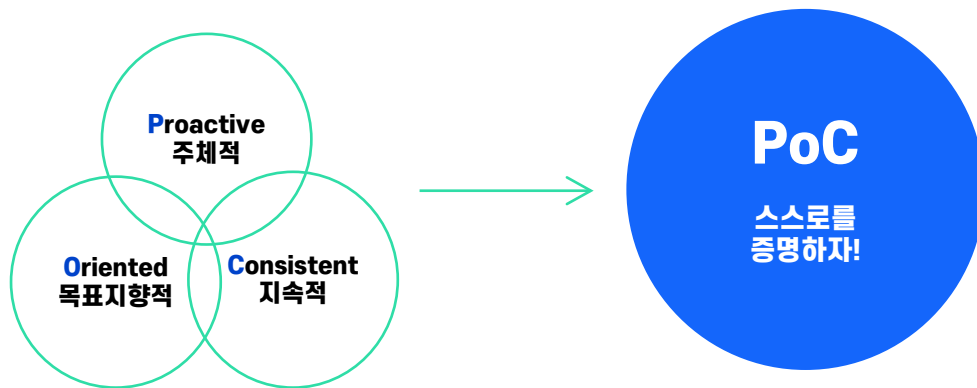 Proactive
주체적
Oriented
목표지향적
Consistent
지속적
PoC
스스로를
증명하자!